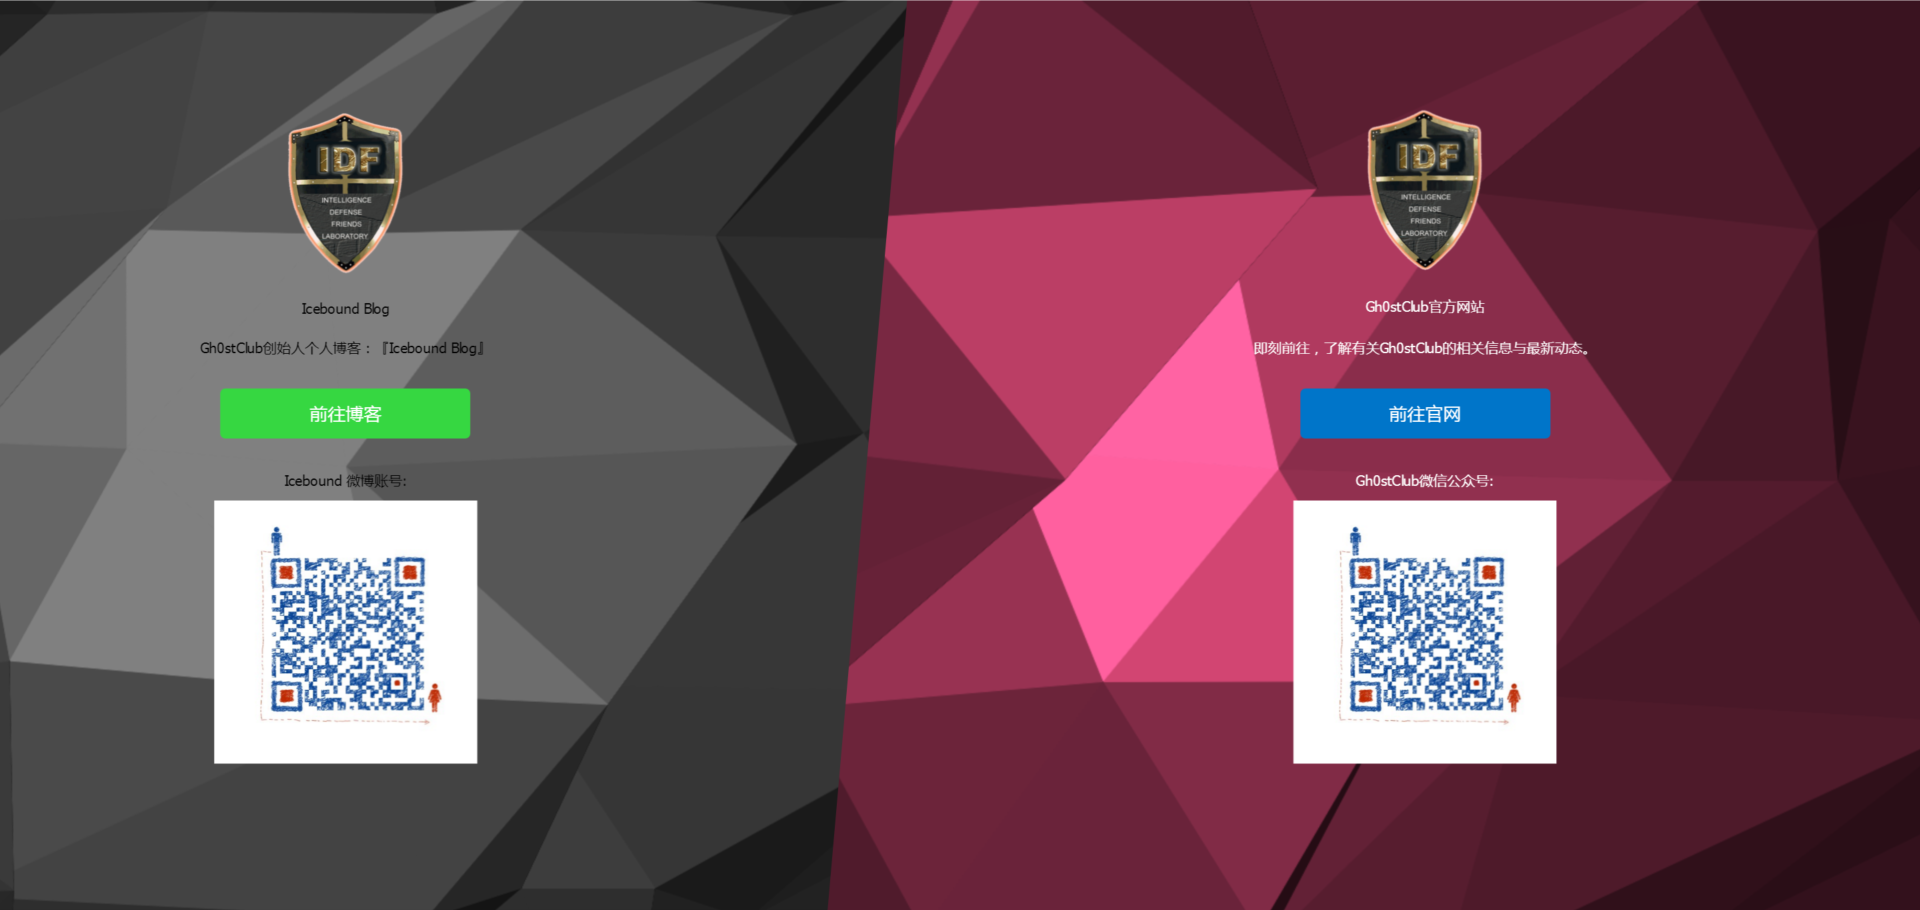 IDF
INTELLIGENCE
DEFENSE
FRIENDS
LABORATORY
Icebound Blog
Gh0stClub创始人个人博客：『Icebound Blog』
前往博客
Icebound 微博账号:
IDF
INTELLIGENCE
DEFENSE
FRIENDS
LABORATORY
Gh0stClub官方网站
即刻前往，了解有关Gh0stClub的相关信息与最新动态。
前往官网
Gh0stClub微信公众号: